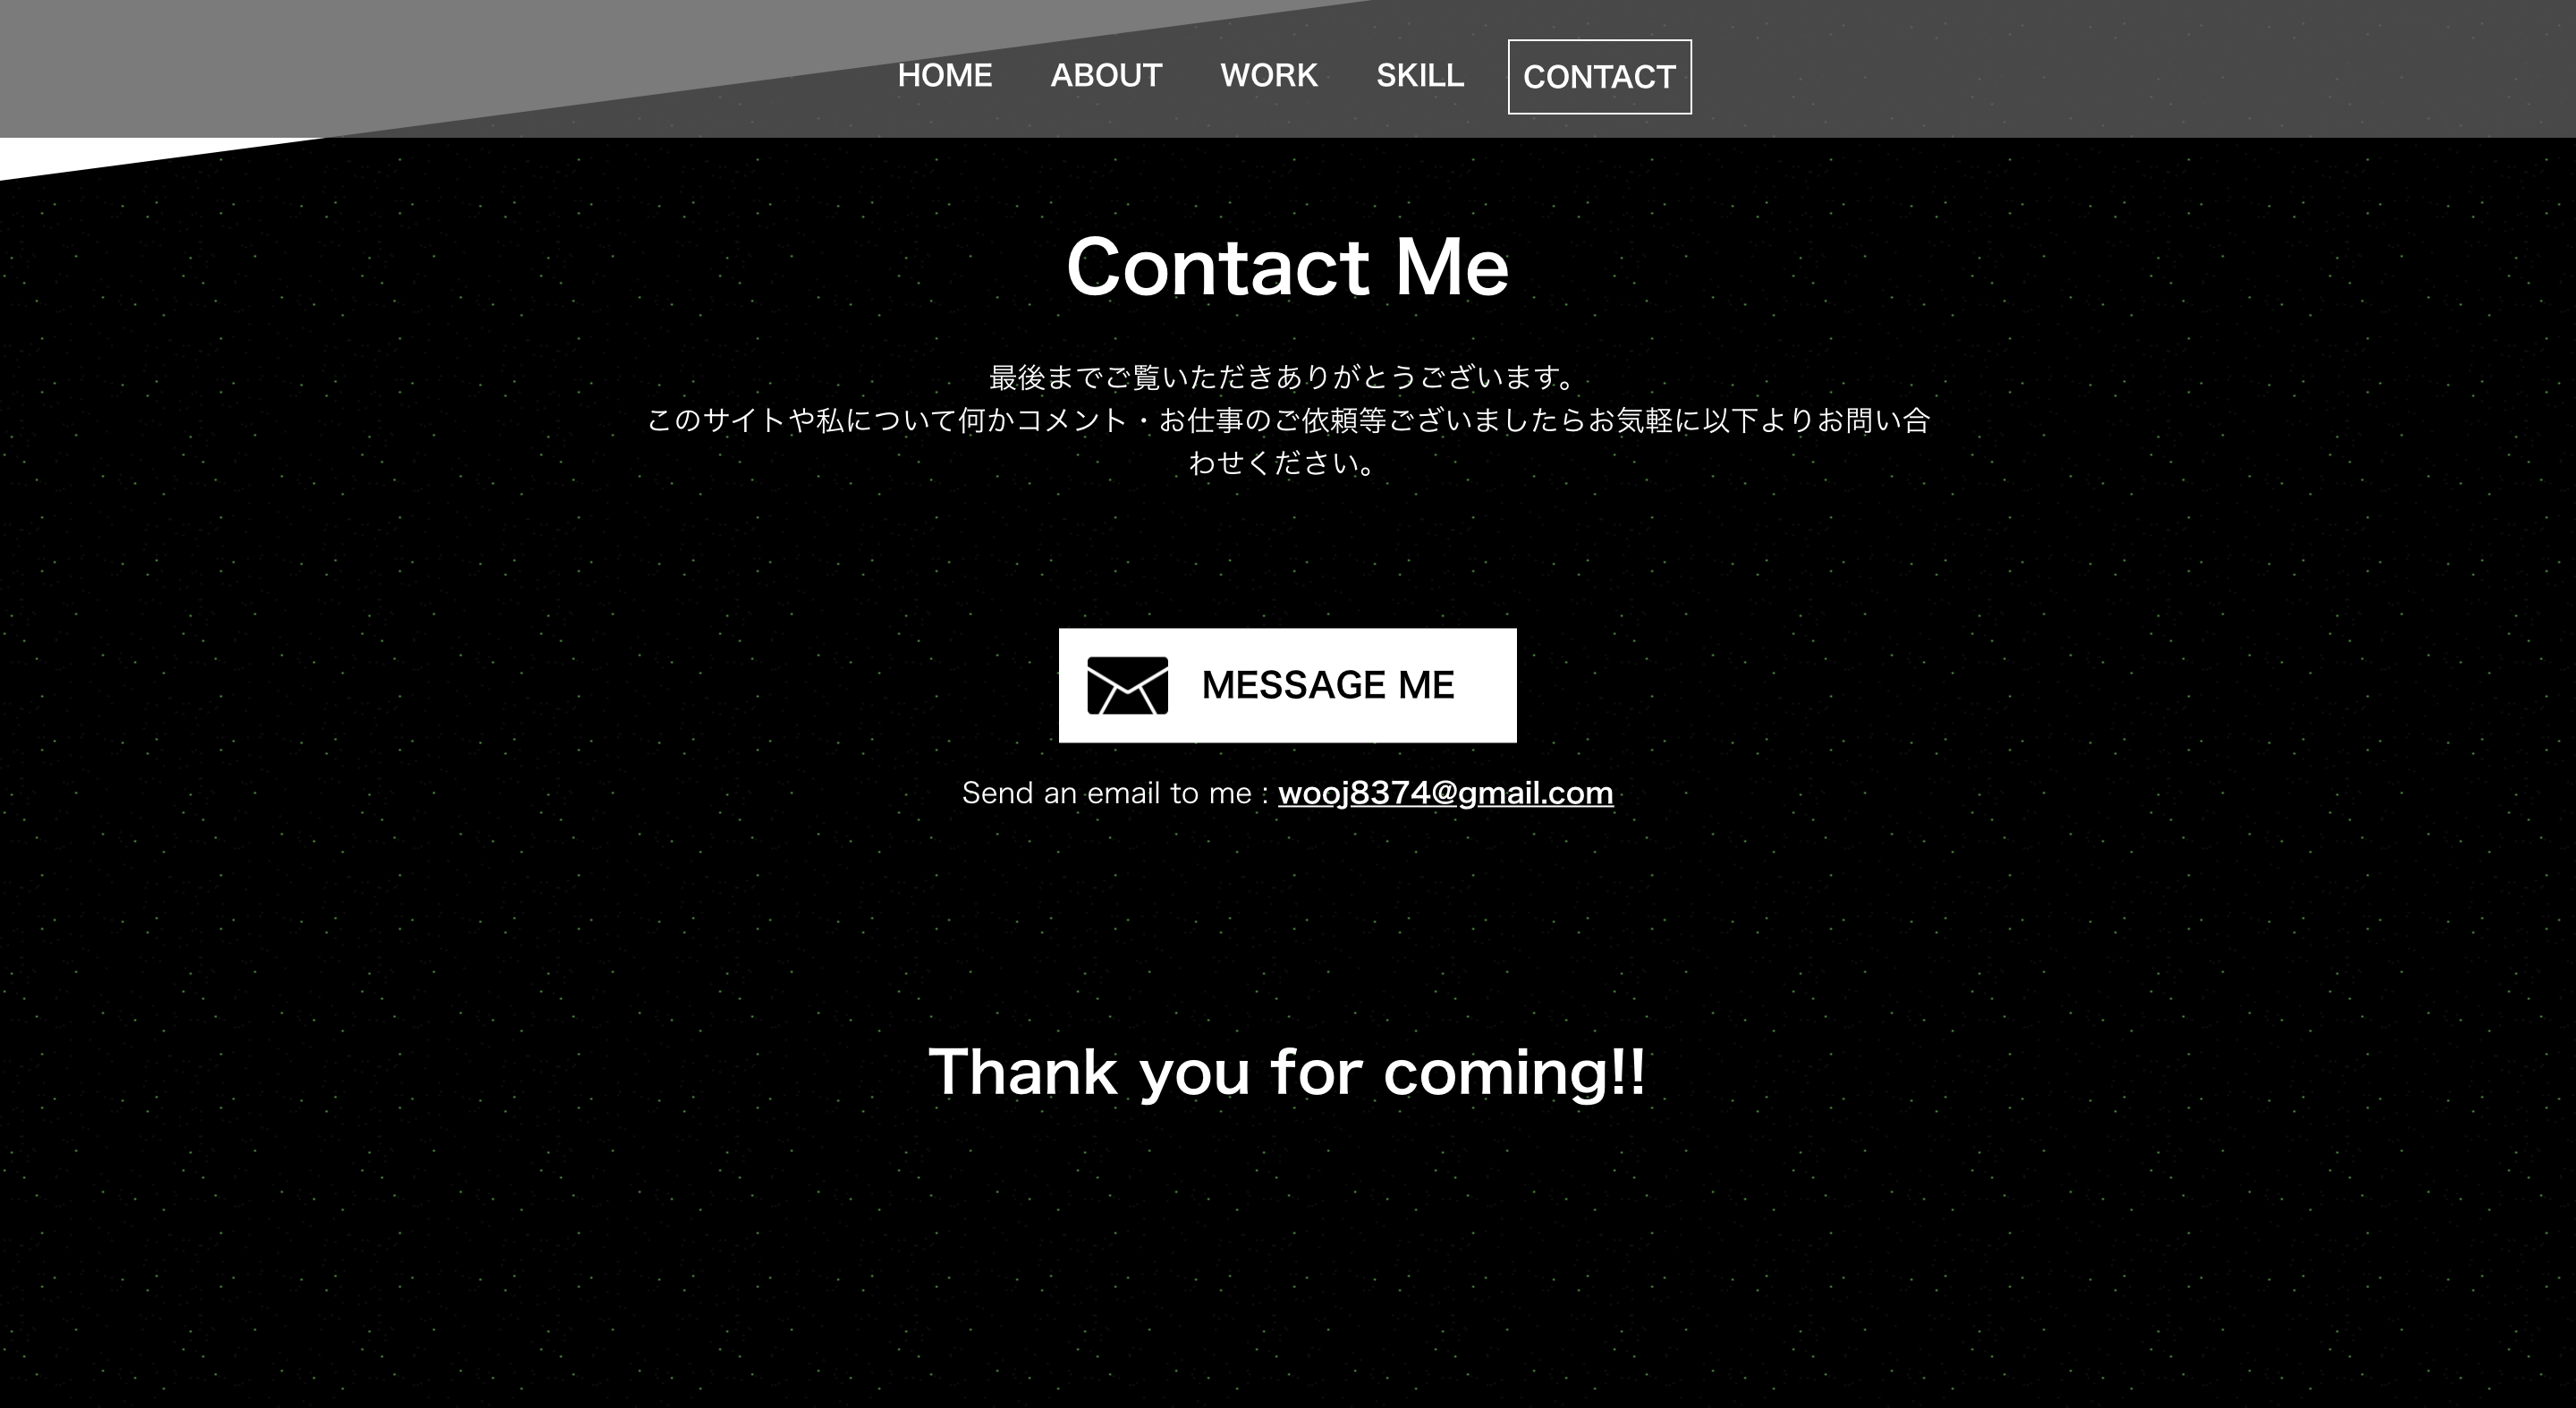 HOME ABOUT WORK SKILL CONTACT
Contact Me
最後までご覧いただきありがとうございます。
このサイトや私について何かコメント・お仕事のご依頼等ございましたらお気軽に以下よりお問い合
わせください。
MESSAGE ME
Send an email to me : wooj8374@gmail.com
Thank you for coming!!